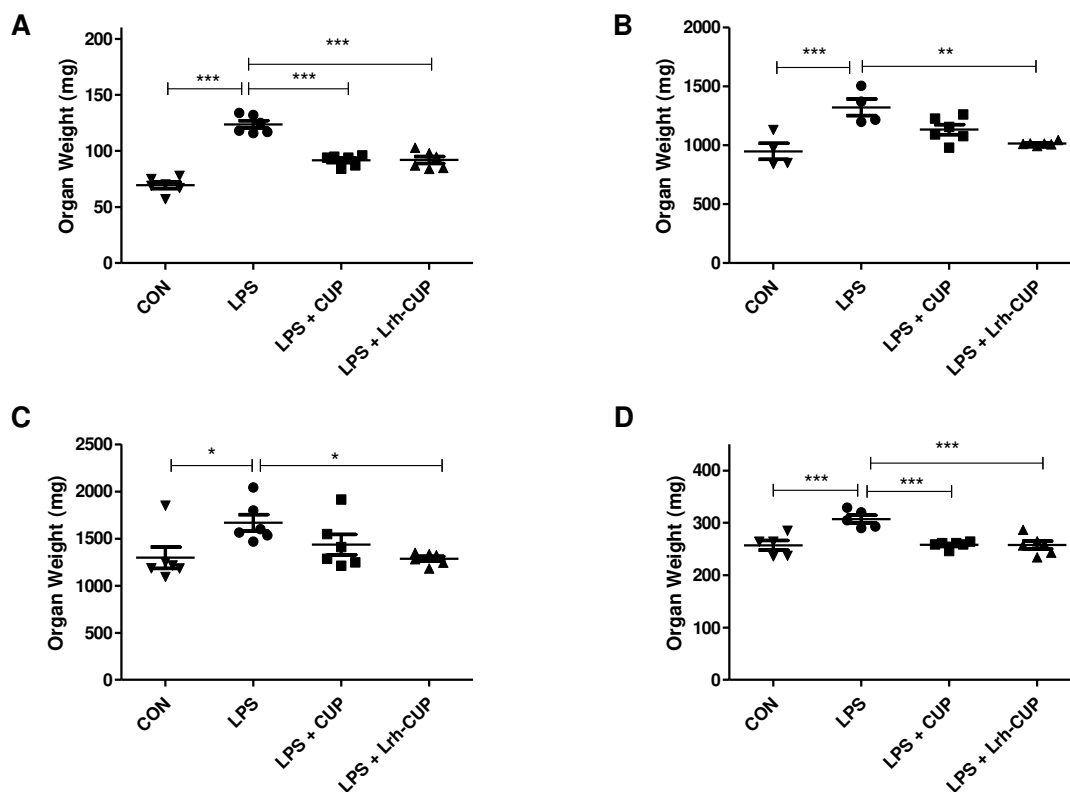 A
Organ Weight (mg)
200
150
100
50
0
***
***
***
CON
LPS
LPS + CUP
LPS + Lrh-CUP
B
Organ Weight (mg)
2000
1500
1000
500
0
***
**
CON
LPS
LPS + CUP
LPS + Lrh-CUP
C
Organ Weight (mg)
2500
2000
1500
1000
500
0
*
*
CON
LPS
LPS + CUP
LPS + Lrh-CUP
D
Organ Weight (mg)
400
300
200
100
0
***
***
***
CON
LPS
LPS + CUP
LPS + Lrh-CUP